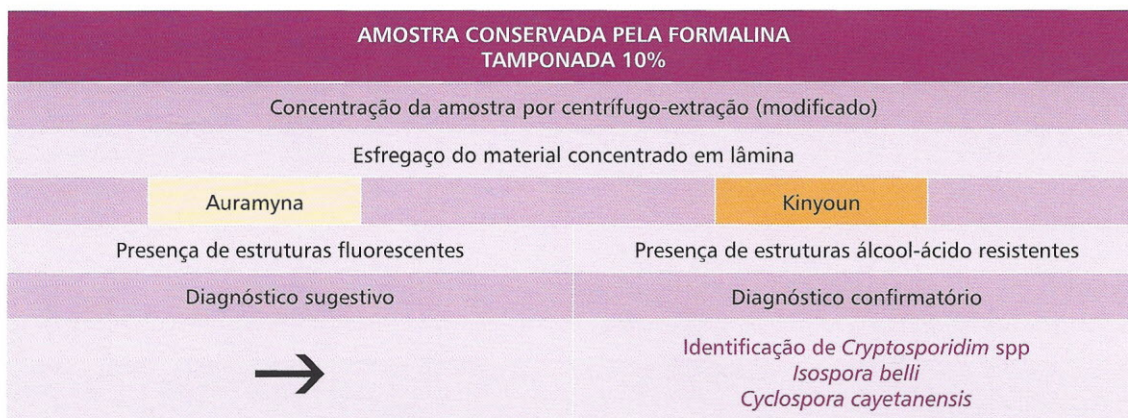 AMOSTRA CONSERVADA PELA FORMALINA
TAMPONADA 10%
Concentração da amostra por centrífugo-extração (modificado)
Esfregaço do material concentrado em lâmina
Auramyna
Kinyoun
Presença de estruturas fluorescentes
Presença de estruturas álcool-ácido resistentes
Diagnóstico sugestivo
Diagnóstico confirmatório
Identificação de Cryptosporidim spp
Isospora belli
Cyclospora cayetanensis